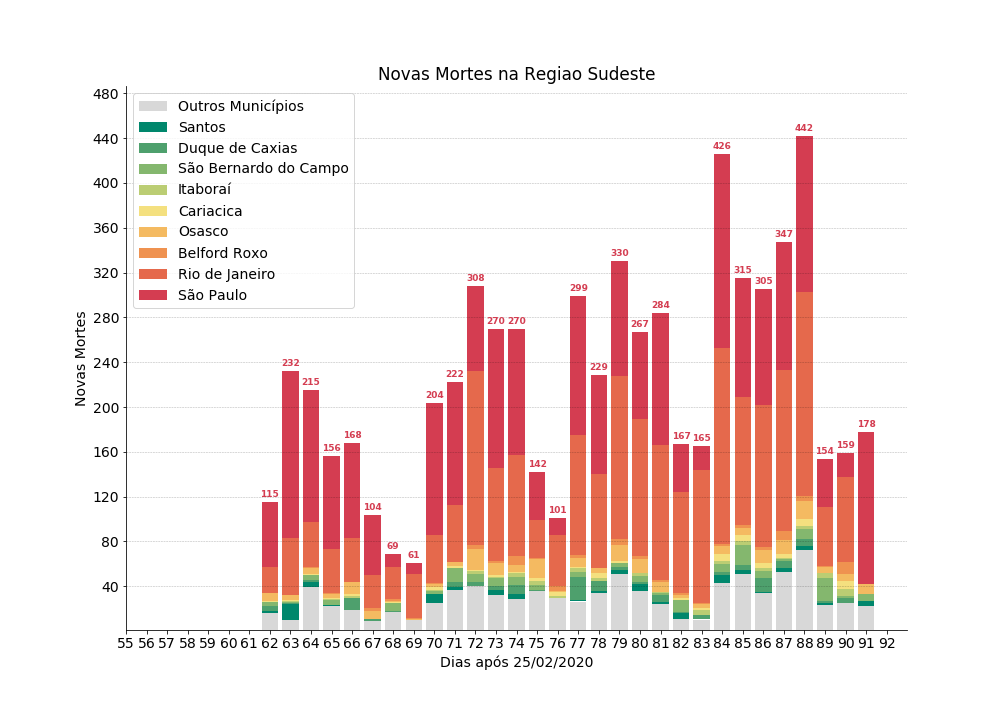 Novas Mortes na Regiao Sudeste
Outros Municípios
Santos
Duque de Caxias
São Bernardo do Campo
Itaboraí
Cariacica
Osasco
Belford Roxo
Rio de Janeiro
São Paulo
Novas Mortes
480
440
400
360
320
280
240
200
160
120
80
40
115 232 215 156 168 104 69 61 204 222 308 270 270 142 101 299 229 330 267 284 167 165 426 315 305 347 442 154 159 178
55 56 57 58 59 60 61 62 63 64 65 66 67 68 69 70 71 72 73 74 75 76 77 78 79 80 81 82 83 84 85 86 87 88 89 90 91 92
Dias após 25/02/2020